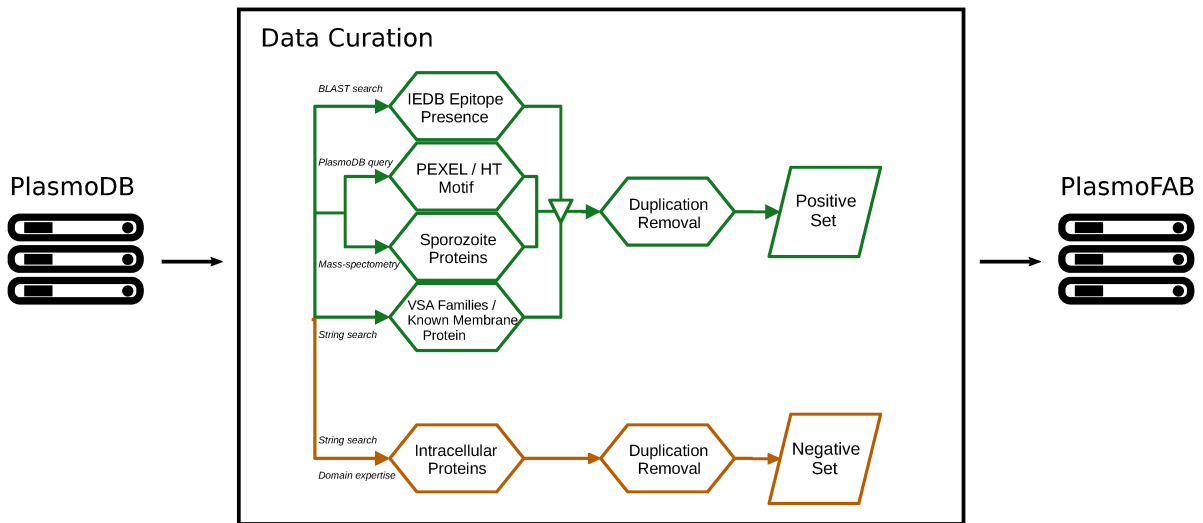 Data Curation
PlasmoDB
BLAST search
IEDB Epitope
Presence
PlasmoDB query
PEXEL / HT
Motif
Sporozoite
Proteins
Mass-spectometry
VSA Families /
Known Membrane
Protein
String search
Duplication
Removal
Positive
Set
String search
Domain expertise
Intracellular
Proteins
Duplication
Removal
Negative
Set
PlasmoFAB